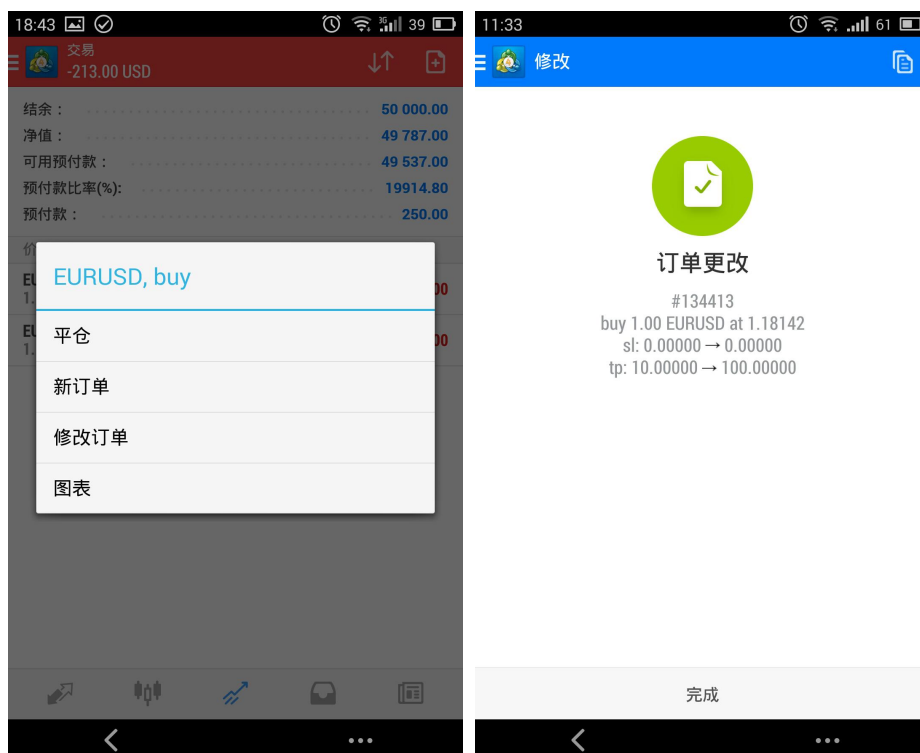 18:43
3G
39
交易
-213.00 USD
结余：
50 000.00
净值：
49 787.00
可用预付款：
49 537.00
预付款比率(%):
19914.80
预付款：
250.00
价
EURUSD, buy
平仓
新订单
修改订单
图表
11:33
61
修改
订单更改
#134413
buy 1.00 EURUSD at 1.18142
sl: 0.00000 → 0.00000
tp: 10.00000 → 100.00000
完成